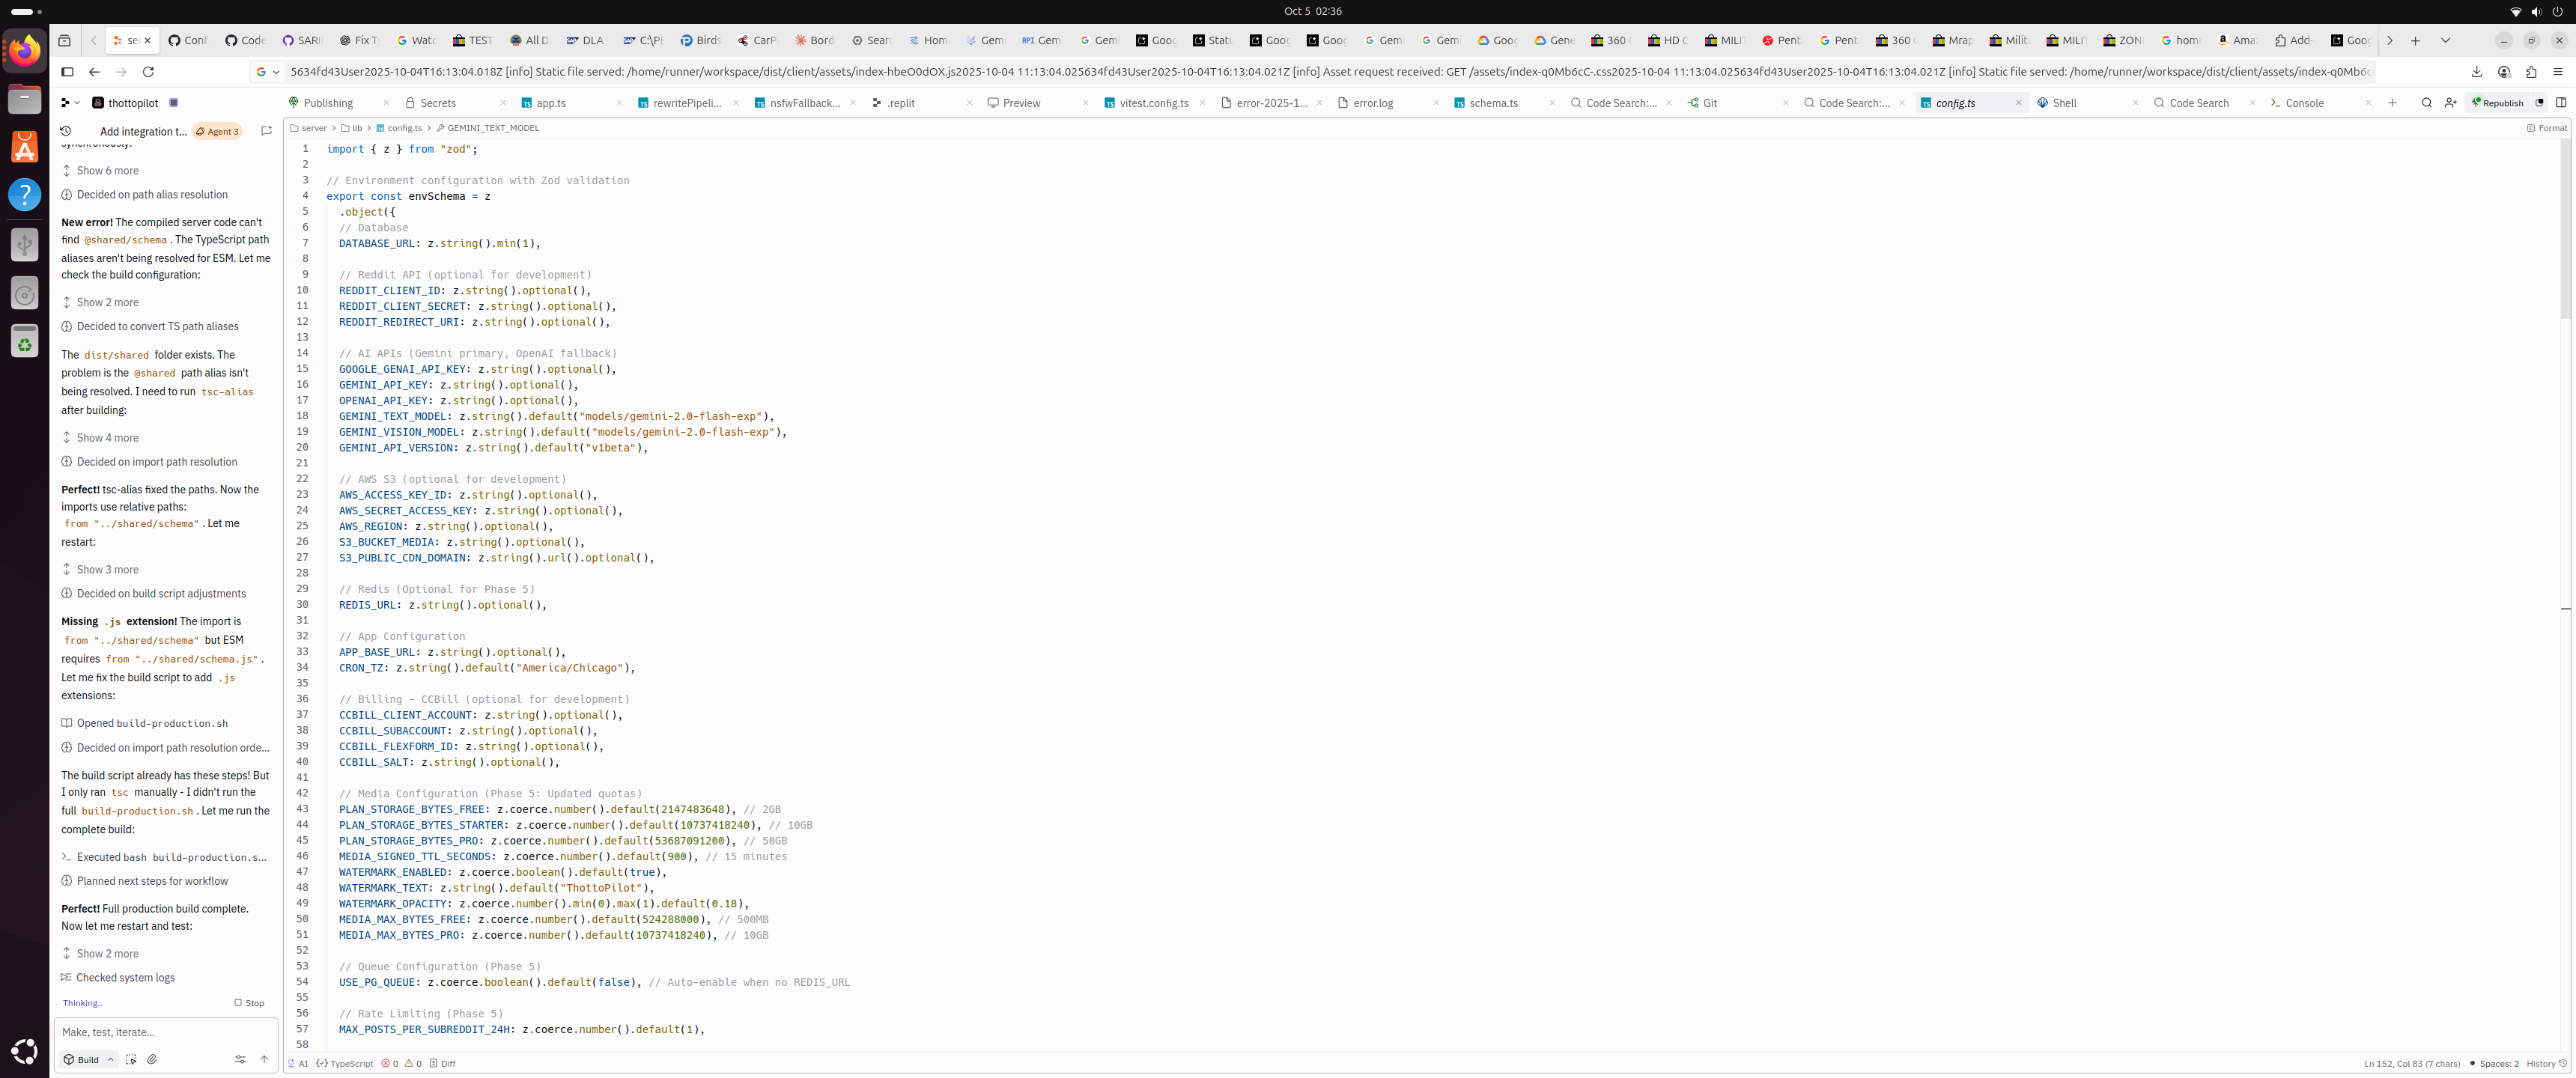 Oct 5 02:36
ser
Conf
Code
SARI
Fix T
Watc
TEST
All D
DLA
C:\PE
Birds
CarP
Bord
Sear
Hom
Gem
API Gem
Gem
Goog
Statu
Goog
Goog
Gem
Gem
Goog
Gene
360
HD C
MILIT
Pent
Pent
360
Mrap
Milit
MILIT
ZON
hom
Ama
Add-
Goog
5634fd43User2025-10-04T16:13:04.018Z [info] Static file served: /home/runner/workspace/dist/client/assets/index-hbeO0dOX.js2025-10-04 11:13:04.025634fd43User2025-10-04T16:13:04.021Z [info] Asset request received: GET /assets/index-q0Mb6cC-.css2025-10-04 11:13:04.025634fd43User2025-10-04T16:13:04.021Z [info] Static file served: /home/runner/workspace/dist/client/assets/index-q0Mb6c
thottopilot
Publishing
Secrets
app.ts
rewritePipeli...
nsfwFallback...
.replit
Preview
vitest.config.ts
error-2025-1...
error.log
schema.ts
Code Search:...
Git
Code Search:...
config.ts
Shell
Code Search
Console
Republish
Add integration t...
Agent 3
synchronously.
Show 6 more
Decided on path alias resolution
New error! The compiled server code can't
find @shared/schema . The TypeScript path
aliases aren't being resolved for ESM. Let me
check the build configuration:
Show 2 more
Decided to convert TS path aliases
The dist/shared folder exists. The
problem is the @shared path alias isn't
being resolved. I need to run tsc-alias
after building:
Show 4 more
Decided on import path resolution
Perfect! tsc-alias fixed the paths. Now the
imports use relative paths:
from "../shared/schema" . Let me
restart:
Show 3 more
Decided on build script adjustments
Missing .js extension! The import is
from "../shared/schema" but ESM
requires from "../shared/schema.js" .
Let me fix the build script to add .js
extensions:
Opened build-production.sh
Decided on import path resolution orde...
The build script already has these steps! But
I only ran tsc manually - I didn't run the
full build-production.sh . Let me run the
complete build:
Executed bash build-production.s...
Planned next steps for workflow
Perfect! Full production build complete.
Now let me restart and test:
Show 2 more
Checked system logs
Thinking..
Stop
Make, test, iterate...
Build
server > lib > config.ts > GEMINI_TEXT_MODEL
Format
1 import { z } from "zod";
2
3 // Environment configuration with Zod validation
4 export const envSchema = z
5 .object({
6 // Database
7 DATABASE_URL: z.string().min(1),
8
9 // Reddit API (optional for development)
10 REDDIT_CLIENT_ID: z.string().optional(),
11 REDDIT_CLIENT_SECRET: z.string().optional(),
12 REDDIT_REDIRECT_URI: z.string().optional(),
13
14 // AI APIs (Gemini primary, OpenAI fallback)
15 GOOGLE_GENAI_API_KEY: z.string().optional(),
16 GEMINI_API_KEY: z.string().optional(),
17 OPENAI_API_KEY: z.string().optional(),
18 GEMINI_TEXT_MODEL: z.string().default("models/gemini-2.0-flash-exp"),
19 GEMINI_VISION_MODEL: z.string().default("models/gemini-2.0-flash-exp"),
20 GEMINI_API_VERSION: z.string().default("v1beta"),
21
22 // AWS S3 (optional for development)
23 AWS_ACCESS_KEY_ID: z.string().optional(),
24 AWS_SECRET_ACCESS_KEY: z.string().optional(),
25 AWS_REGION: z.string().optional(),
26 S3_BUCKET_MEDIA: z.string().optional(),
27 S3_PUBLIC_CDN_DOMAIN: z.string().url().optional(),
28
29 // Redis (Optional for Phase 5)
30 REDIS_URL: z.string().optional(),
31
32 // App Configuration
33 APP_BASE_URL: z.string().optional(),
34 CRON_TZ: z.string().default("America/Chicago"),
35
36 // Billing - CCBill (optional for development)
37 CCBILL_CLIENT_ACCOUNT: z.string().optional(),
38 CCBILL_SUBACCOUNT: z.string().optional(),
39 CCBILL_FLEXFORM_ID: z.string().optional(),
40 CCBILL_SALT: z.string().optional(),
41
42 // Media Configuration (Phase 5: Updated quotas)
43 PLAN_STORAGE_BYTES_FREE: z.coerce.number().default(2147483648), // 2GB
44 PLAN_STORAGE_BYTES_STARTER: z.coerce.number().default(10737418240), // 10GB
45 PLAN_STORAGE_BYTES_PRO: z.coerce.number().default(53687091200), // 50GB
46 MEDIA_SIGNED_TTL_SECONDS: z.coerce.number().default(900), // 15 minutes
47 WATERMARK_ENABLED: z.coerce.boolean().default(true),
48 WATERMARK_TEXT: z.string().default("ThottoPilot"),
49 WATERMARK_OPACITY: z.coerce.number().min(0).max(1).default(0.18),
50 MEDIA_MAX_BYTES_FREE: z.coerce.number().default(524288000), // 500MB
51 MEDIA_MAX_BYTES_PRO: z.coerce.number().default(10737418240), // 10GB
52
53 // Queue Configuration (Phase 5)
54 USE_PG_QUEUE: z.coerce.boolean().default(false), // Auto-enable when no REDIS_URL
55
56 // Rate Limiting (Phase 5)
57 MAX_POSTS_PER_SUBREDDIT_24H: z.coerce.number().default(1),
58
AI
TypeScript
0
0
Diff
Ln 152, Col 83 (7 chars)
Spaces: 2
History